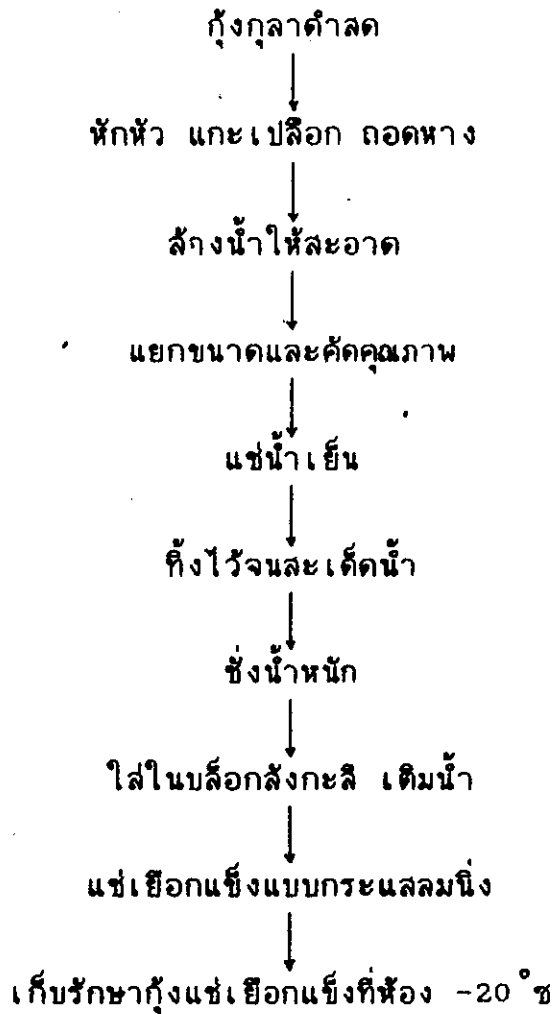 กุ้งกุลาดำสด
หักหัว แกะเปลือก ถอดหาง
ล้างน้ำให้สะอาด
แยกขนาดและคัดคุณภาพ
แช่น้ำเย็น
ทิ้งไว้จนสะเด็ดน้ำ
ชั่งน้ำหนัก
ใส่ในบล็อกสังกะสี เติมน้ำ
แช่เยือกแข็งแบบกระแสลมนิ่ง
เก็บรักษากุ้งแช่เยือกแข็งที่ห้อง -20 °ซ